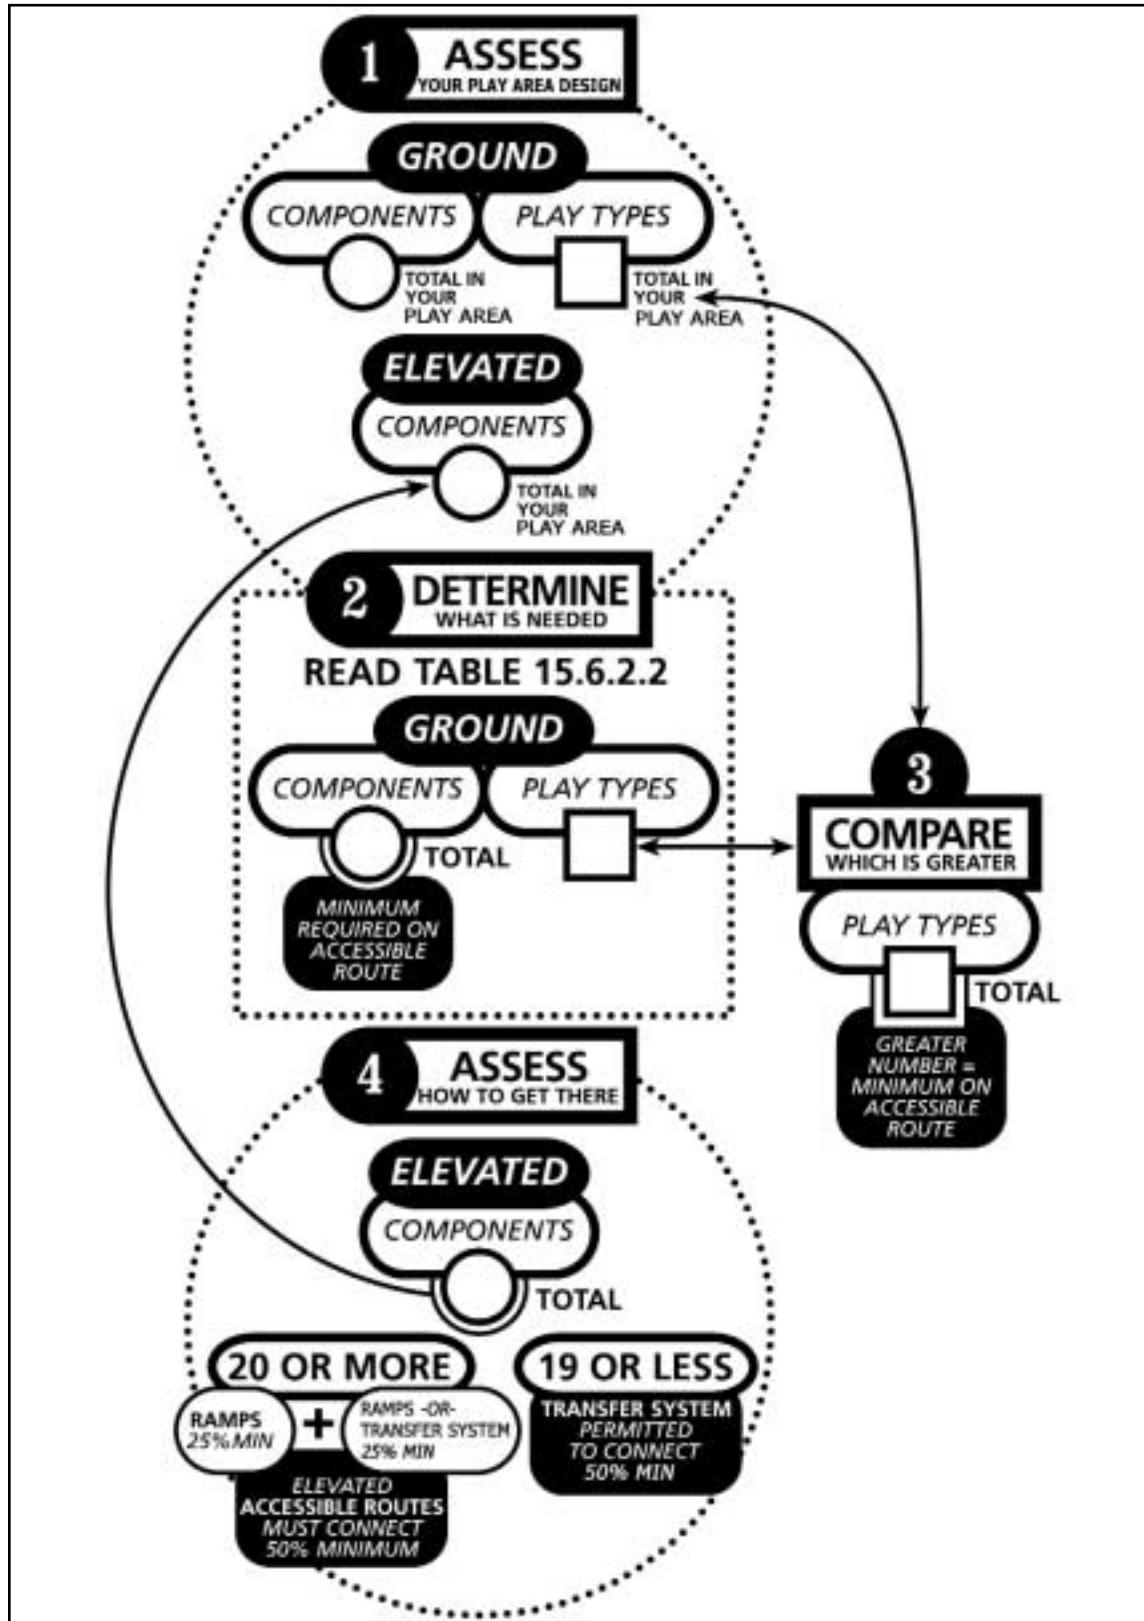 1
ASSESS
YOUR PLAY AREA DESIGN
GROUND
COMPONENTS
PLAY TYPES
TOTAL IN
YOUR
PLAY AREA
TOTAL IN
YOUR
PLAY AREA
ELEVATED
COMPONENTS
TOTAL IN
YOUR
PLAY AREA
2
DETERMINE
WHAT IS NEEDED
READ TABLE 15.6.2.2
GROUND
COMPONENTS
PLAY TYPES
TOTAL
MINIMUM
REQUIRED ON
ACCESSIBLE
ROUTE
3
COMPARE
WHICH IS GREATER
PLAY TYPES
TOTAL
GREATER
NUMBER =
MINIMUM ON
ACCESSIBLE
ROUTE
4
ASSESS
HOW TO GET THERE
ELEVATED
COMPONENTS
TOTAL
20 OR MORE
RAMPS
25% MIN
+
RAMPS -OR-
TRANSFER SYSTEM
25% MIN
ELEVATED
ACCESSIBLE ROUTES
MUST CONNECT
50% MINIMUM
19 OR LESS
TRANSFER SYSTEM
PERMITTED
TO CONNECT
50% MIN